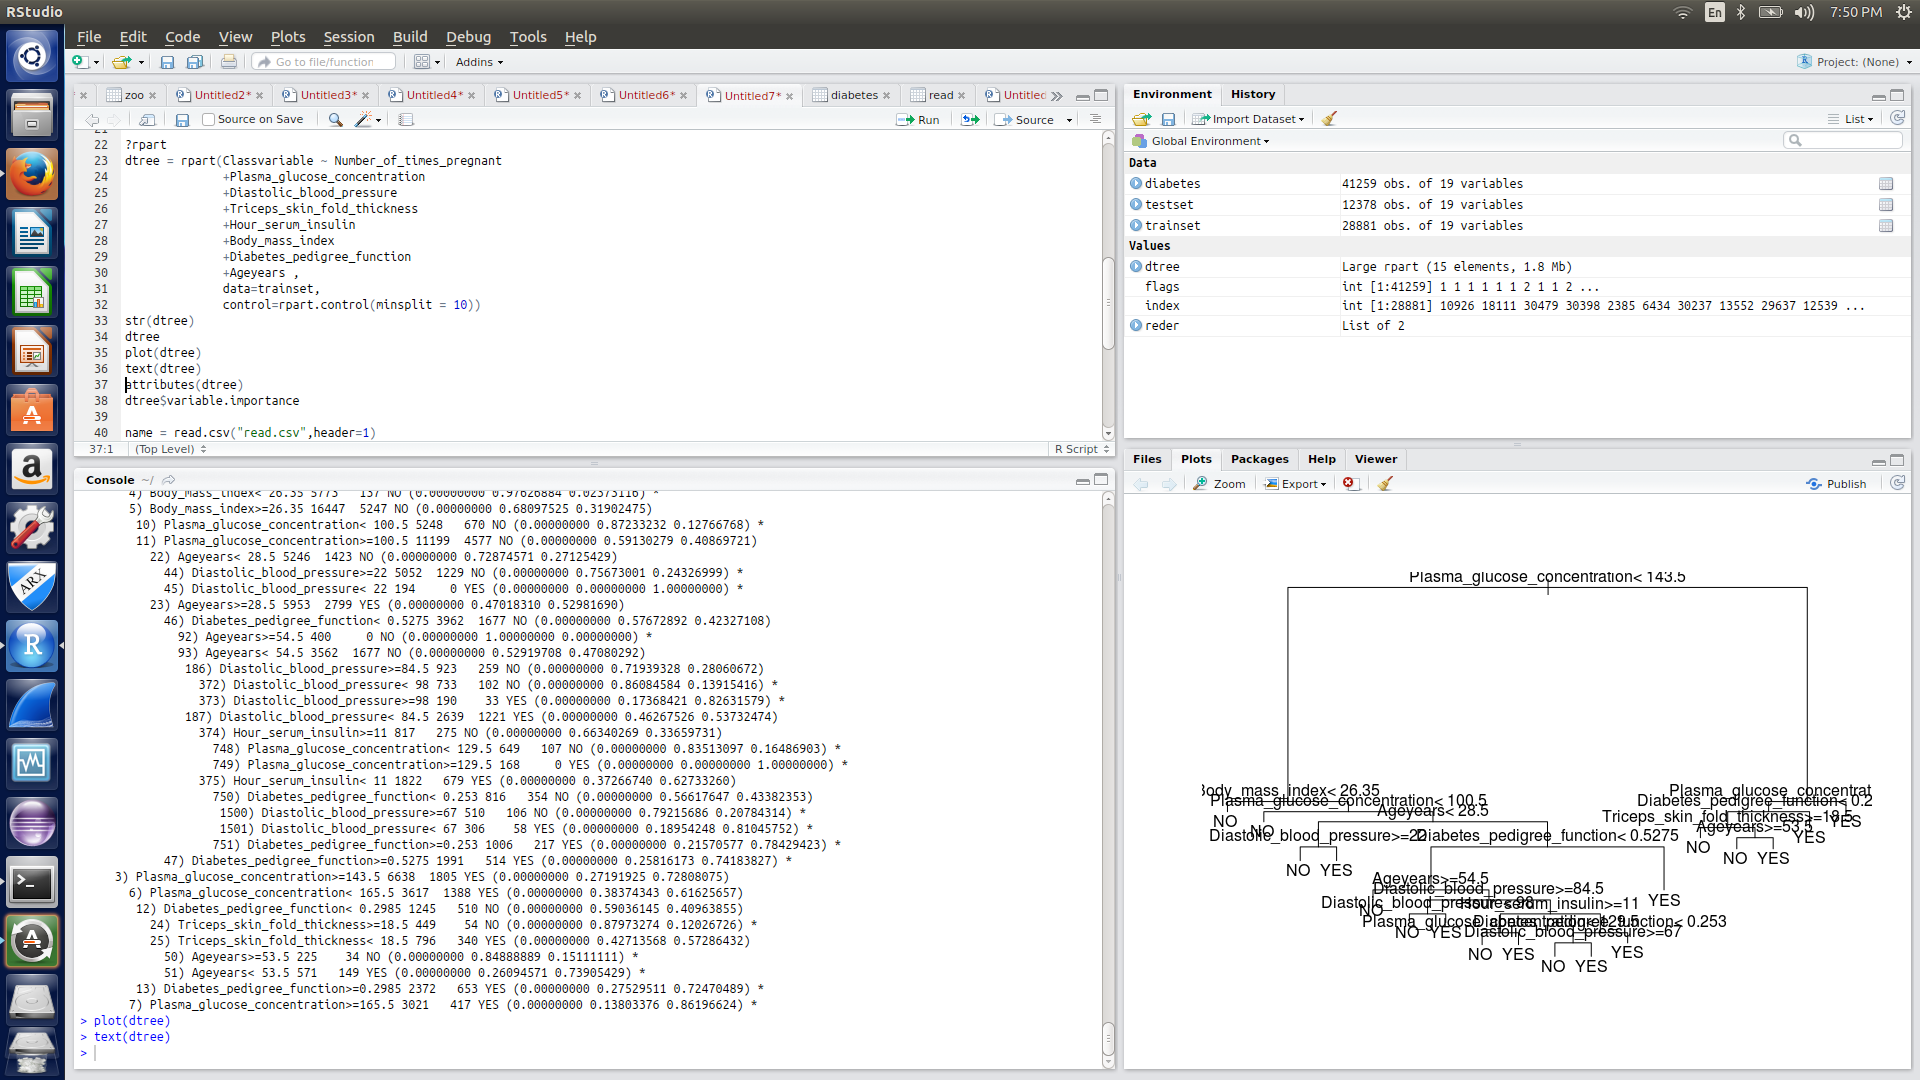 RStudio
En
7:50 PM
File Edit Code View Plots Session Build Debug Tools Help
Go to file/function
Addins
Project: (None)
zoo
Untitled2*
Untitled3*
Untitled4*
Untitled5*
Untitled6*
Untitled7*
diabetes
read
Untitled
Source on Save
Run
Source
21
22 ?rpart
23 dtree = rpart(Classvariable ~ Number_of_times_pregnant
24 +Plasma_glucose_concentration
25 +Diastolic_blood_pressure
26 +Triceps_skin_fold_thickness
27 +Hour_serum_insulin
28 +Body_mass_index
29 +Diabetes_pedigree_function
30 +Ageyears ,
31 data=trainset,
32 control=rpart.control(minsplit = 10))
33 str(dtree)
34 dtree
35 plot(dtree)
36 text(dtree)
37 attributes(dtree)
38 dtree$variable.importance
39
40 name = read.csv("read.csv",header=1)
37:1 (Top Level) R Script
Console ~/
4) Body_mass_index< 26.35 5773 137 NO (0.00000000 0.97626884 0.02373116) *
5) Body_mass_index>=26.35 16447 5247 NO (0.00000000 0.68097525 0.31902475)
10) Plasma_glucose_concentration< 100.5 5248 670 NO (0.00000000 0.87233232 0.12766768) *
11) Plasma_glucose_concentration>=100.5 11199 4577 NO (0.00000000 0.59130279 0.40869721)
22) Ageyears< 28.5 5246 1423 NO (0.00000000 0.72874571 0.27125429)
44) Diastolic_blood_pressure>=22 5052 1229 NO (0.00000000 0.75673001 0.24326999) *
45) Diastolic_blood_pressure< 22 194 0 YES (0.00000000 0.00000000 1.00000000) *
23) Ageyears>=28.5 5953 2799 YES (0.00000000 0.47018310 0.52981690)
46) Diabetes_pedigree_function< 0.5275 3962 1677 NO (0.00000000 0.57672892 0.42327108)
92) Ageyears>=54.5 400 0 NO (0.00000000 1.00000000 0.00000000) *
93) Ageyears< 54.5 3562 1677 NO (0.00000000 0.52919708 0.47080292)
186) Diastolic_blood_pressure>=84.5 923 259 NO (0.00000000 0.71939328 0.28060672)
372) Diastolic_blood_pressure< 98 733 102 NO (0.00000000 0.86084584 0.13915416) *
373) Diastolic_blood_pressure>=98 190 33 YES (0.00000000 0.17368421 0.82631579) *
187) Diastolic_blood_pressure< 84.5 2639 1221 YES (0.00000000 0.46267526 0.53732474)
374) Hour_serum_insulin>=11 817 275 NO (0.00000000 0.66340269 0.33659731)
748) Plasma_glucose_concentration< 129.5 649 107 NO (0.00000000 0.83513097 0.16486903) *
749) Plasma_glucose_concentration>=129.5 168 0 YES (0.00000000 0.00000000 1.00000000) *
375) Hour_serum_insulin< 11 1822 679 YES (0.00000000 0.37266740 0.62733260)
750) Diabetes_pedigree_function< 0.253 816 354 NO (0.00000000 0.56617647 0.43382353)
1500) Diastolic_blood_pressure>=67 510 106 NO (0.00000000 0.79215686 0.20784314) *
1501) Diastolic_blood_pressure< 67 306 58 YES (0.00000000 0.18954248 0.81045752) *
751) Diabetes_pedigree_function>=0.253 1006 217 YES (0.00000000 0.21570577 0.78429423) *
47) Diabetes_pedigree_function>=0.5275 1991 514 YES (0.00000000 0.25816173 0.74183827) *
3) Plasma_glucose_concentration>=143.5 6638 1805 YES (0.00000000 0.27191925 0.72808075)
6) Plasma_glucose_concentration< 165.5 3617 1388 YES (0.00000000 0.38374343 0.61625657)
12) Diabetes_pedigree_function< 0.2985 1245 510 NO (0.00000000 0.59036145 0.40963855)
24) Triceps_skin_fold_thickness>=18.5 449 54 NO (0.00000000 0.87973274 0.12026726) *
25) Triceps_skin_fold_thickness< 18.5 796 340 YES (0.00000000 0.42713568 0.57286432)
50) Ageyears>=53.5 225 34 NO (0.00000000 0.84888889 0.15111111) *
51) Ageyears< 53.5 571 149 YES (0.00000000 0.26094571 0.73905429) *
13) Diabetes_pedigree_function>=0.2985 2372 653 YES (0.00000000 0.27529511 0.72470489) *
7) Plasma_glucose_concentration>=165.5 3021 417 YES (0.00000000 0.13803376 0.86196624) *
> plot(dtree)
> text(dtree)
>
Environment History
Import Dataset
List
Global Environment
Data
diabetes 41259 obs. of 19 variables
testset 12378 obs. of 19 variables
trainset 28881 obs. of 19 variables
Values
dtree Large rpart (15 elements, 1.8 Mb)
flags int [1:41259] 1 1 1 1 1 1 2 1 1 2 ...
index int [1:28881] 10926 18111 30479 30398 2385 6434 30237 13552 29637 12539 ...
reder List of 2
Files Plots Packages Help Viewer
Zoom Export Publish
Plasma_glucose_concentration< 143.5
Body_mass_index< 26.35
Plasma_glucose_concentrat
Plasma_glucose_concentration< 100.5
Diabetes_pedigree_function< 0.2
Ageyears< 28.5
Triceps_skin_fold_thickness>=18.5
NO NO YES
Ageyears>=53.5
Diastolic_blood_pressure>=22
Diabetes_pedigree_function< 0.5275
YES
NO
NO YES
NO YES
Ageyears>=54.5
Diastolic_blood_pressure>=84.5
YES
Diastolic_blood_pressure< 98
Hour_serum_insulin>=11
NO
Plasma_glucose_concentration< 129.5
Diabetes_pedigree_function< 0.253
NO YES
Diastolic_blood_pressure>=67
NO YES
YES
NO YES
ARX